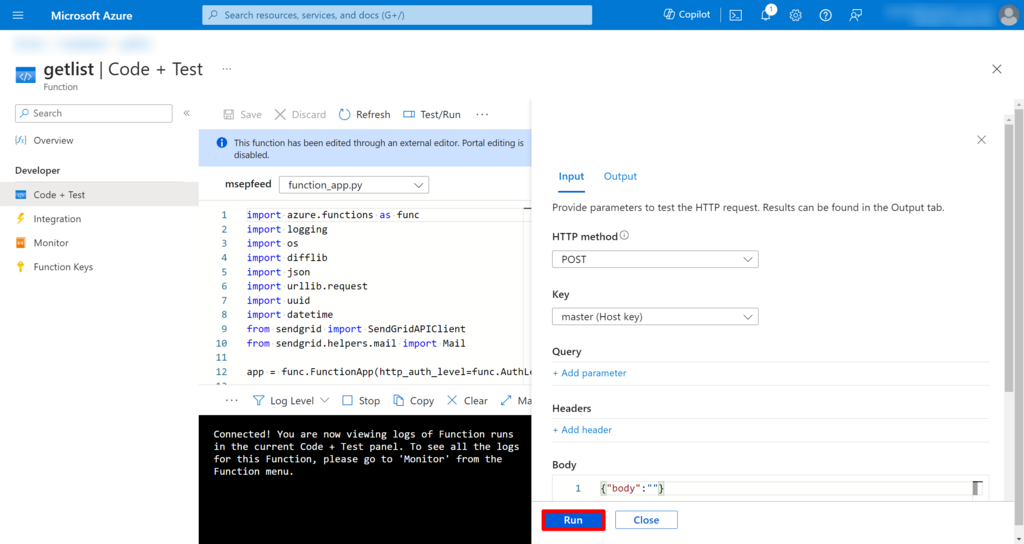 Microsoft Azure
Search resources, services, and docs (G+/)
Copilot
1
getlist | Code + Test
...
Function
Search
«
Overview
Developer
Code + Test
Integration
Monitor
Function Keys
Save
Discard
Refresh
Test/Run
...
This function has been edited through an external editor. Portal editing is
disabled.
msepfeed
function_app.py
1 import azure.functions as func
2 import logging
3 import os
4 import difflib
5 import json
6 import urllib.request
7 import uuid
8 import datetime
9 from sendgrid import SendGridAPIClient
10 from sendgrid.helpers.mail import Mail
11
12 app = func.FunctionApp(http_auth_level=func.AuthLe
...
Log Level
Stop
Copy
Clear
Ma
Connected! You are now viewing logs of Function runs
in the current Code + Test panel. To see all the logs
for this Function, please go to 'Monitor' from the
Function menu.
Input
Output
Provide parameters to test the HTTP request. Results can be found in the Output tab.
HTTP method
POST
Key
master (Host key)
Query
+ Add parameter
Headers
+ Add header
Body
1 {"body":""}
Run
Close